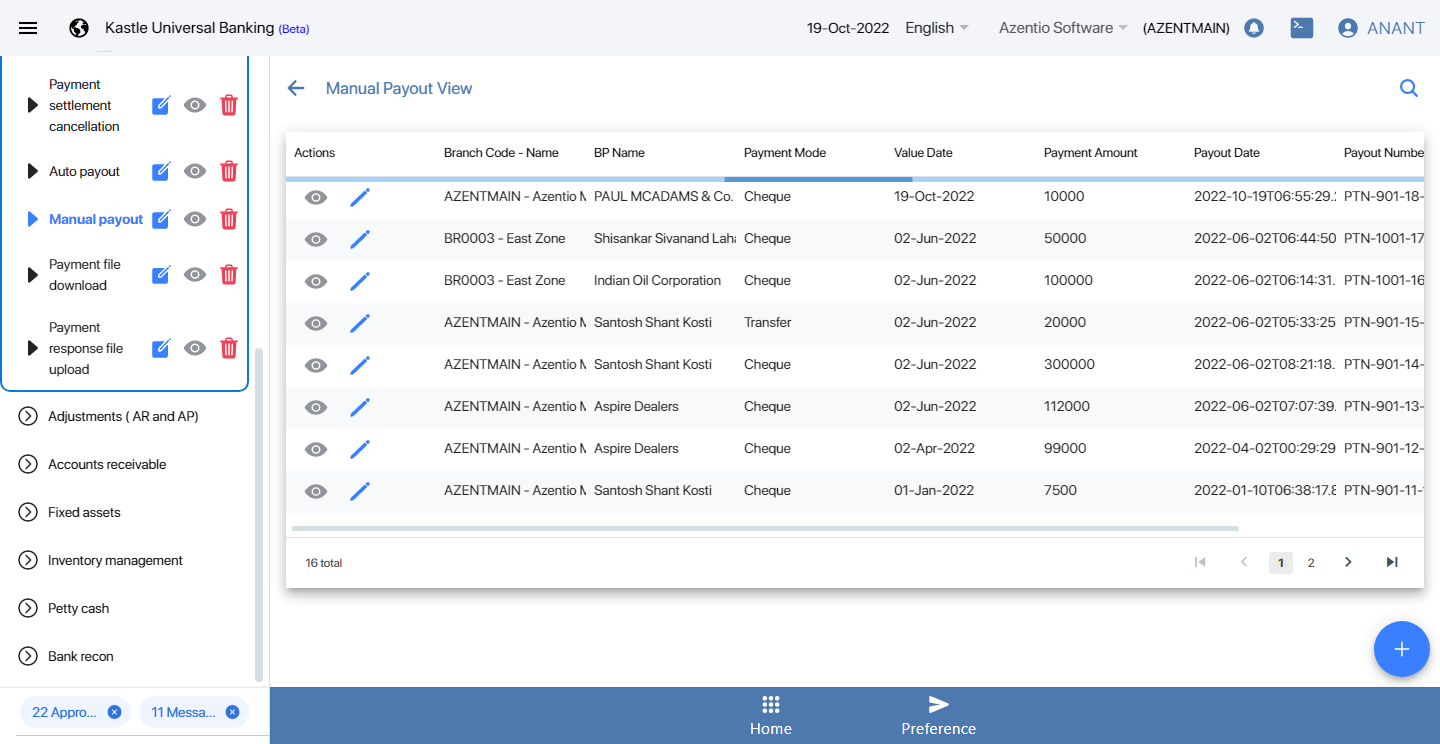 Kastle Universal Banking (Beta)
19-Oct-2022 English Azentio Software (AZENTMAIN) ANANT
Payment
settlement
cancellation
Auto payout
Manual payout
Payment file
download
Payment
response file
upload
Adjustments ( AR and AP)
Accounts receivable
Fixed assets
Inventory management
Petty cash
Bank recon
22 Appro... 11 Messa...
Manual Payout View
Actions Branch Code - Name BP Name Payment Mode Value Date Payment Amount Payout Date Payout Numbe
AZENTMAIN - Azentio M PAUL MCADAMS & Co. Cheque 19-Oct-2022 10000 2022-10-19T06:55:29.2 PTN-901-18-
BR0003 - East Zone Shisankar Sivanand Laha Cheque 02-Jun-2022 50000 2022-06-02T06:44:50 PTN-1001-17
BR0003 - East Zone Indian Oil Corporation Cheque 02-Jun-2022 100000 2022-06-02T06:14:31. PTN-1001-16
AZENTMAIN - Azentio M Santosh Shant Kosti Transfer 02-Jun-2022 20000 2022-06-02T05:33:25 PTN-901-15-
AZENTMAIN - Azentio M Santosh Shant Kosti Cheque 02-Jun-2022 300000 2022-06-02T08:21:18. PTN-901-14-
AZENTMAIN - Azentio M Aspire Dealers Cheque 02-Jun-2022 112000 2022-06-02T07:07:39. PTN-901-13-
AZENTMAIN - Azentio M Aspire Dealers Cheque 02-Apr-2022 99000 2022-04-02T00:29:29 PTN-901-12-
AZENTMAIN - Azentio M Santosh Shant Kosti Cheque 01-Jan-2022 7500 2022-01-10T06:38:17.8 PTN-901-11-
16 total 1 2
Home Preference